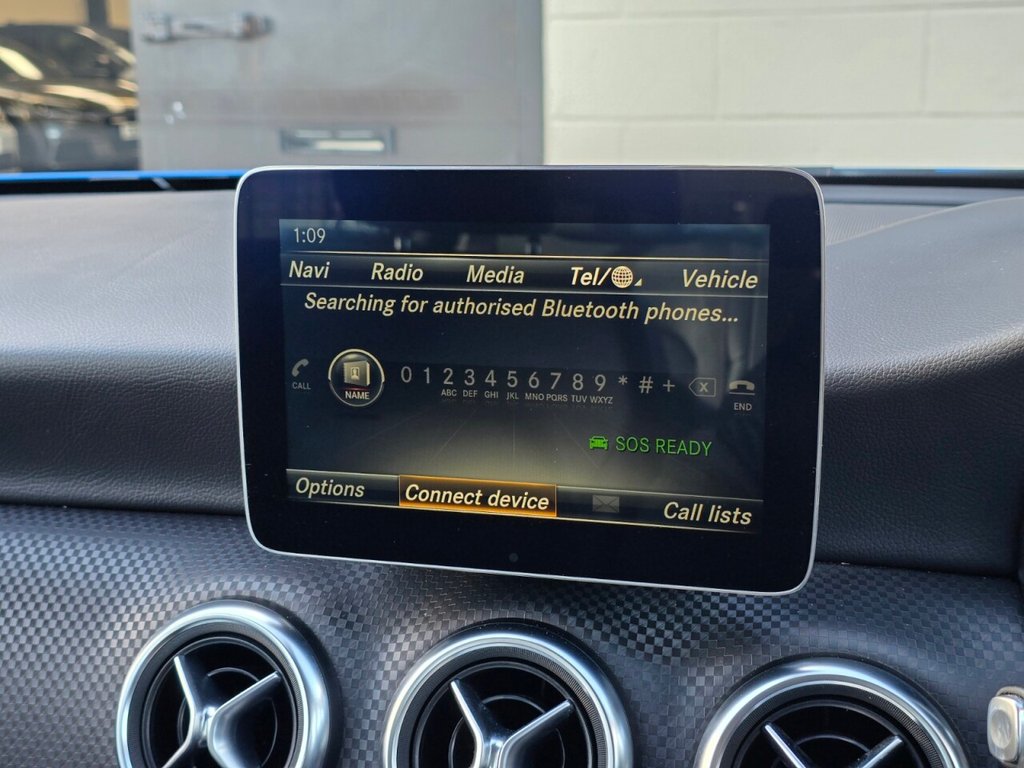 1:09
Navi Radio Media Tel/ Vehicle
Searching for authorised Bluetooth phones...
CALL NAME 0 1 2 3 4 5 6 7 8 9 * # + END
ABC DEF GHI JKL MNO PQRS TUV WXYZ
SOS READY
Options Connect device Call lists